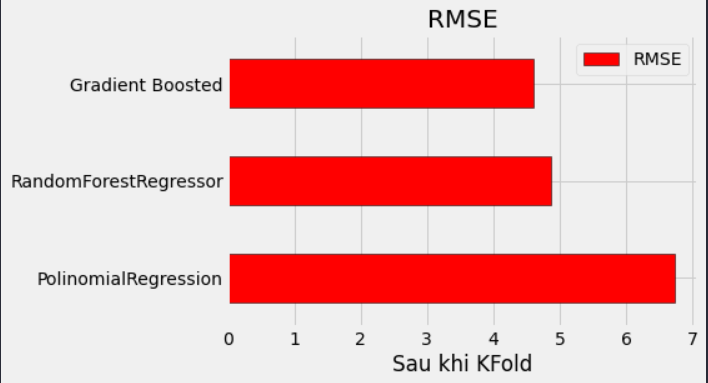 RMSE
RMSE
Gradient Boosted
RandomForestRegressor
PolinomialRegression
0 1 2 3 4 5 6 7
Sau khi KFold